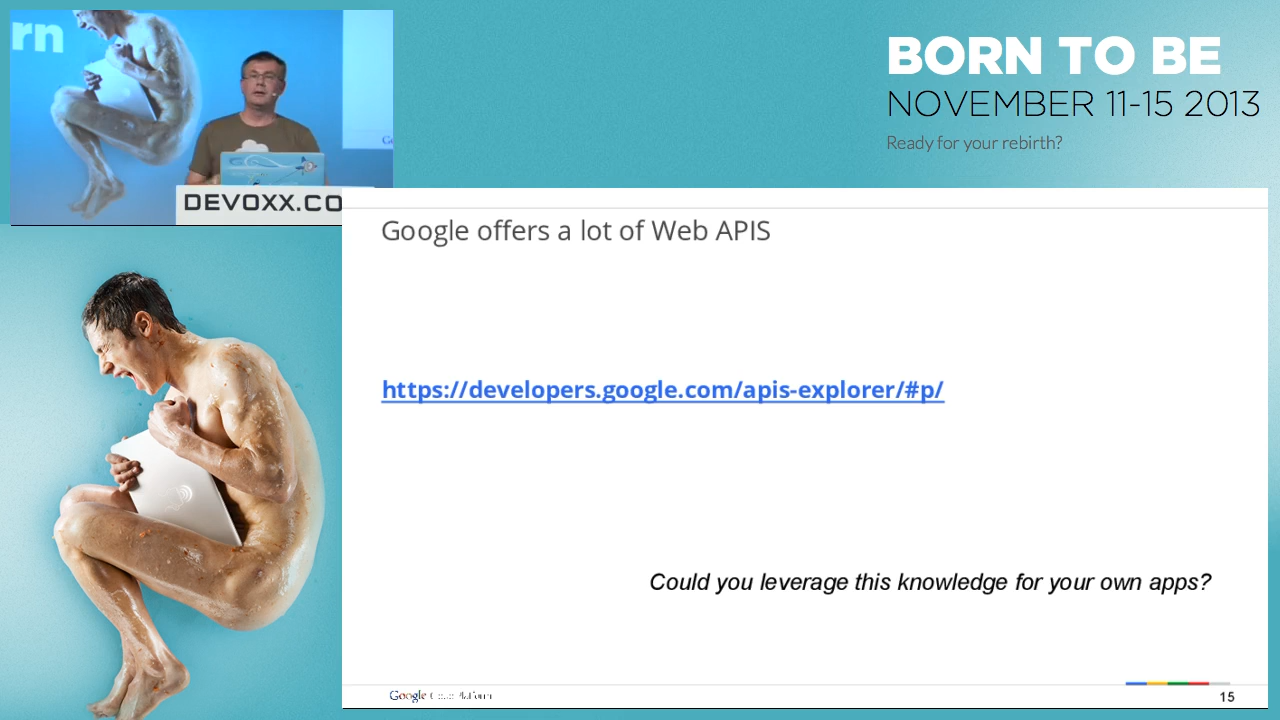 rn
BORN TO BE
NOVEMBER 11-15 2013
Ready for your rebirth?
DEVOXX.CO
Google offers a lot of Web APIS
https://developers.google.com/apis-explorer/#p/
Could you leverage this knowledge for your own apps?
Google
15